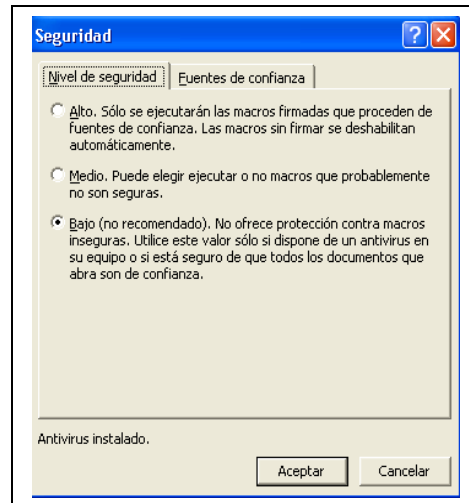 Seguridad
Nivel de seguridad Fuentes de confianza
Alto. Sólo se ejecutarán las macros firmadas que proceden de
fuentes de confianza. Las macros sin firmar se deshabilitan
automáticamente.
Medio. Puede elegir ejecutar o no macros que probablemente
no son seguras.
Bajo (no recomendado). No ofrece protección contra macros
inseguras. Utilice este valor sólo si dispone de un antivirus en
su equipo o si está seguro de que todos los documentos que
abra son de confianza.
Antivirus instalado.
Aceptar Cancelar